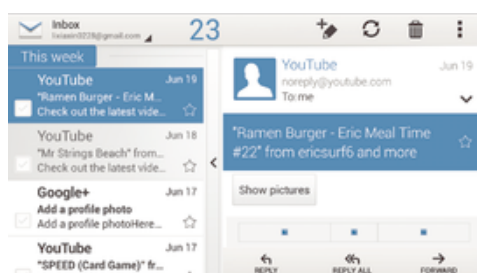 Inbox
23
This week
YouTube Jun 19
"Ramen Burger - Eric M...
Check out the latest vide...
YouTube Jun 18
"Mr Strings Beach" from...
Check out the latest vide...
Google+ Jun 17
Add a profile photo
Add a profile photoHere...
YouTube Jun 17
"SPEED (Card Game)" fr...
YouTube Jun 19
noreply@youtube.com
To: me
"Ramen Burger - Eric Meal Time
#22" from ericsurf6 and more
Show pictures
REPLY REPLY ALL FORWARD